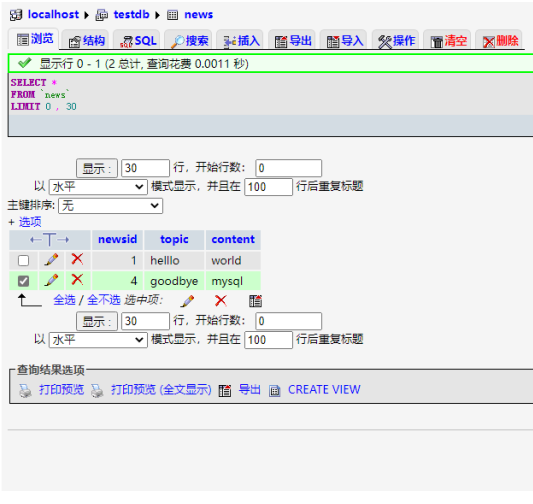 localhost testdb news
浏览 结构 SQL 搜索 插入 导出 导入 操作 清空 删除
显示行 0 - 1 (2 总计, 查询花费 0.0011 秒)
SELECT *
FROM `news`
LIMIT 0 , 30
显示 : 30 行，开始行数： 0
以 水平 模式显示，并且在 100 行后重复标题
主键排序: 无
+ 选项
←T→ newsid topic content
1 helllo world
4 goodbye mysql
全选 / 全不选 选中项：
显示 : 30 行，开始行数： 0
以 水平 模式显示，并且在 100 行后重复标题
查询结果选项
打印预览 打印预览 (全文显示) 导出 CREATE VIEW